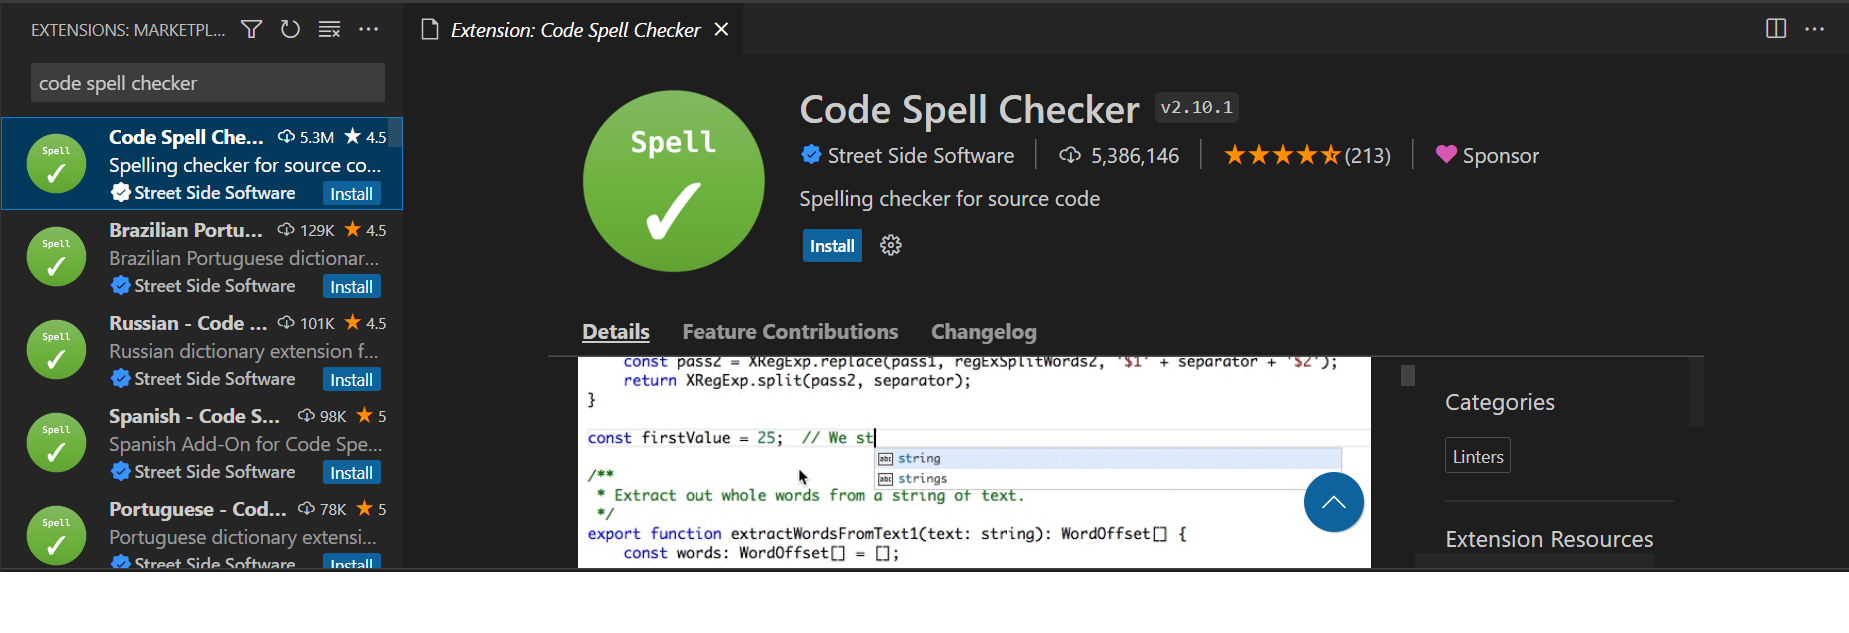 EXTENSIONS: MARKETPL...
code spell checker
Spell
Code Spell Che... 5.3M 4.5
Spelling checker for source co...
Street Side Software Install
Spell
Brazilian Portu... 129K 4.5
Brazilian Portuguese dictionar...
Street Side Software Install
Spell
Russian - Code ... 101K 4.5
Russian dictionary extension f...
Street Side Software Install
Spell
Spanish - Code S... 98K 5
Spanish Add-On for Code Spe...
Street Side Software Install
Spell
Portuguese - Cod... 78K 5
Portuguese dictionary extensi...
Street Side Software Install
Extension: Code Spell Checker
Spell
Code Spell Checker v2.10.1
Street Side Software 5,386,146 (213) Sponsor
Spelling checker for source code
Install
Details Feature Contributions Changelog
const pass2 = XRegExp.replace(pass1, regExSplitWords2, '$1' + separator + '$2');
return XRegExp.split(pass2, separator);
}
const firstValue = 25; // We st
string
strings
/**
* Extract out whole words from a string of text.
*/
export function extractWordsFromText1(text: string): WordOffset[] {
const words: WordOffset[] = [];
Categories
Linters
Extension Resources